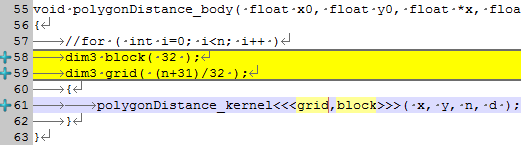 55 void polygonDistance_body( float x0, float y0, float *x, floa
56 {
57 //for ( int i=0; i<n; i++ )
58 dim3 block( 32 );
59 dim3 grid( (n+31)/32 );
60 {
61 polygonDistance_kernel<<<grid,block>>>( x, y, n, d );
62 }
63 }